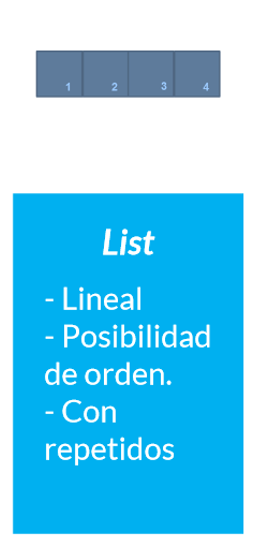 1 2 3 4
List
- Lineal
- Posibilidad
de orden.
- Con
repetidos